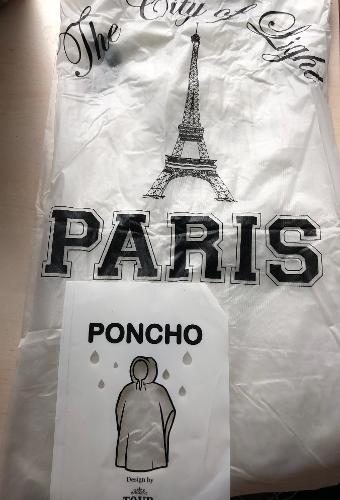 The City of Light
PARIS
PONCHO
Design by